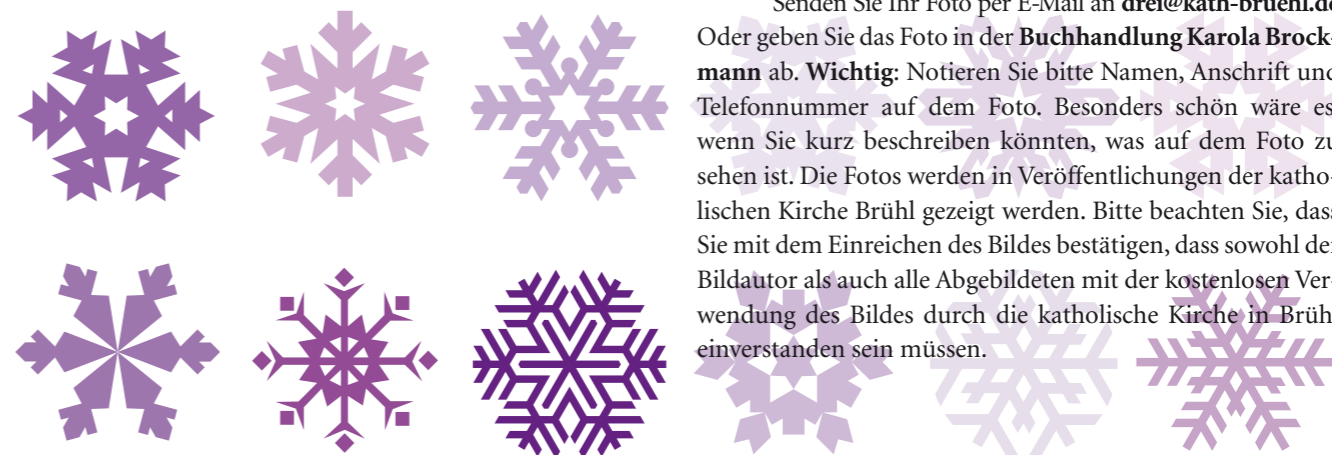 Senden Sie Ihr Foto per E-Mail an drei@kath-bruehl.de
Oder geben Sie das Foto in der Buchhandlung Karola Brock-
mann ab. Wichtig: Notieren Sie bitte Namen, Anschrift und
Telefonnummer auf dem Foto. Besonders schön wäre es,
wenn Sie kurz beschreiben könnten, was auf dem Foto zu
sehen ist. Die Fotos werden in Veröffentlichungen der katho-
lischen Kirche Brühl gezeigt werden. Bitte beachten Sie, dass
Sie mit dem Einreichen des Bildes bestätigen, dass sowohl der
Bildautor als auch alle Abgebildeten mit der kostenlosen Ver-
wendung des Bildes durch die katholische Kirche in Brühl
einverstanden sein müssen.